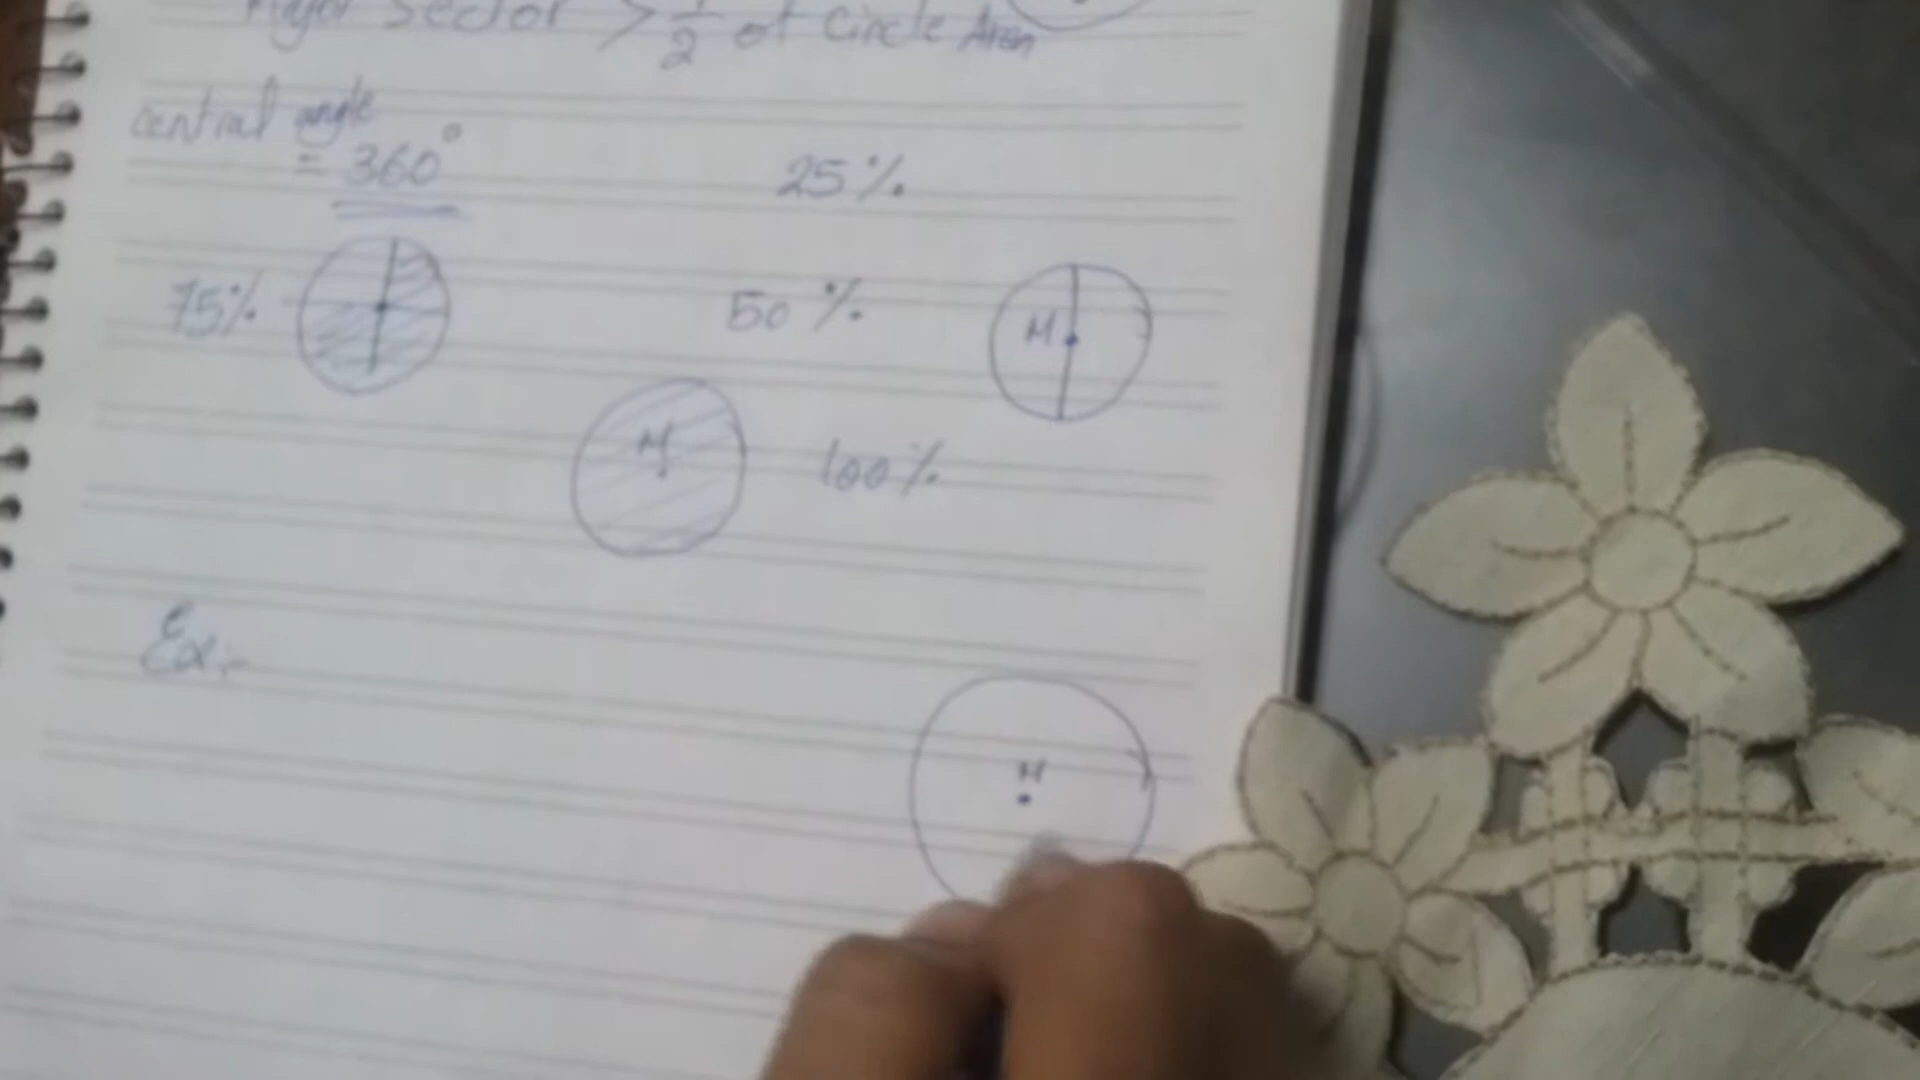 Major Sector > 1/2 of Circle Area
central angle
= 360°
25%
75%
50%
M
M
100%
Ex:-
M